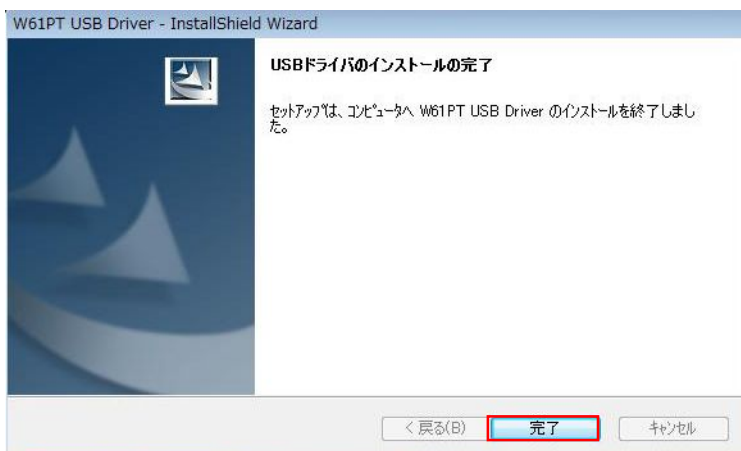 W61PT USB Driver - InstallShield Wizard
USBドライバのインストールの完了
セットアップは、コンピュータへ W61PT USB Driver のインストールを終了しまし
た。
< 戻る(B)
完了
キャンセル